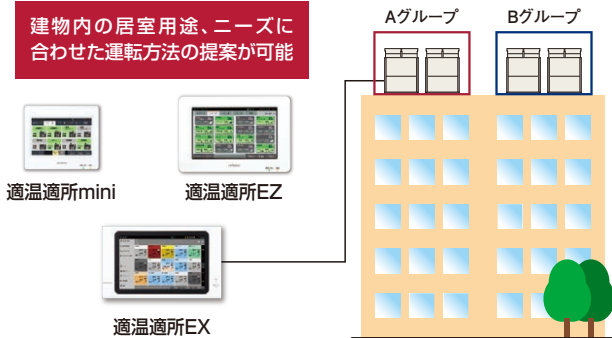 建物内の居室用途、ニーズに
合わせた運転方法の提案が可能
Aグループ
Bグループ
適温適所mini
適温適所EZ
適温適所EX